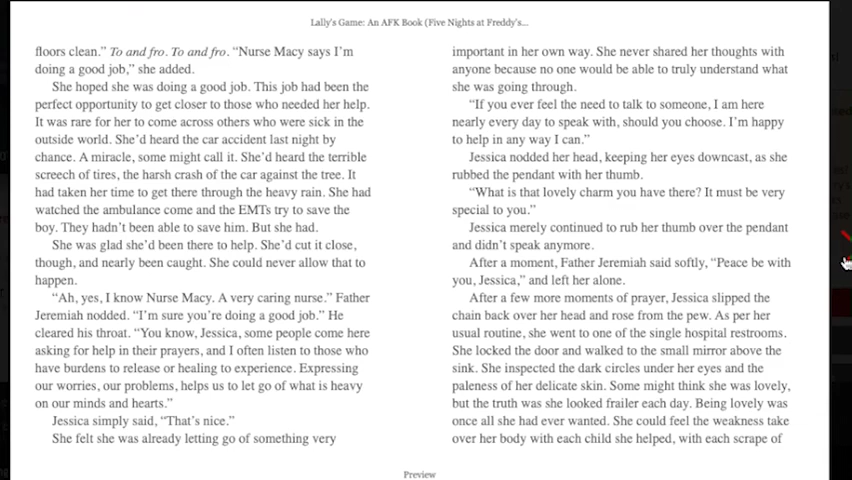 Lally's Game: An AFK Book (Five Nights at Freddy's...
floors clean.” To and fro. To and fro. “Nurse Macy says I’m
doing a good job,” she added.
She hoped she was doing a good job. This job had been the
perfect opportunity to get closer to those who needed her help.
It was rare for her to come across others who were sick in the
outside world. She’d heard the car accident last night by
chance. A miracle, some might call it. She’d heard the terrible
screech of tires, the harsh crash of the car against the tree. It
had taken her time to get there through the heavy rain. She had
watched the ambulance come and the EMTs try to save the
boy. They hadn’t been able to save him. But she had.
She was glad she’d been there to help. She’d cut it close,
though, and nearly been caught. She could never allow that to
happen.
“Ah, yes, I know Nurse Macy. A very caring nurse.” Father
Jeremiah nodded. “I’m sure you’re doing a good job.” He
cleared his throat. “You know, Jessica, some people come here
asking for help in their prayers, and I often listen to those who
have burdens to release or healing to experience. Expressing
our worries, our problems, helps us to let go of what is heavy
on our minds and hearts.”
Jessica simply said, “That’s nice.”
She felt she was already letting go of something very
important in her own way. She never shared her thoughts with
anyone because no one would be able to truly understand what
she was going through.
“If you ever feel the need to talk to someone, I am here
nearly every day to speak with, should you choose. I’m happy
to help in any way I can.”
Jessica nodded her head, keeping her eyes downcast, as she
rubbed the pendant with her thumb.
“What is that lovely charm you have there? It must be very
special to you.”
Jessica merely continued to rub her thumb over the pendant
and didn’t speak anymore.
After a moment, Father Jeremiah said softly, “Peace be with
you, Jessica,” and left her alone.
After a few more moments of prayer, Jessica slipped the
chain back over her head and rose from the pew. As per her
usual routine, she went to one of the single hospital restrooms.
She locked the door and walked to the small mirror above the
sink. She inspected the dark circles under her eyes and the
paleness of her delicate skin. Some might think she was lovely,
but the truth was she looked frailer each day. Being lovely was
once all she had ever wanted. She could feel the weakness take
over her body with each child she helped, with each scrape of
Preview